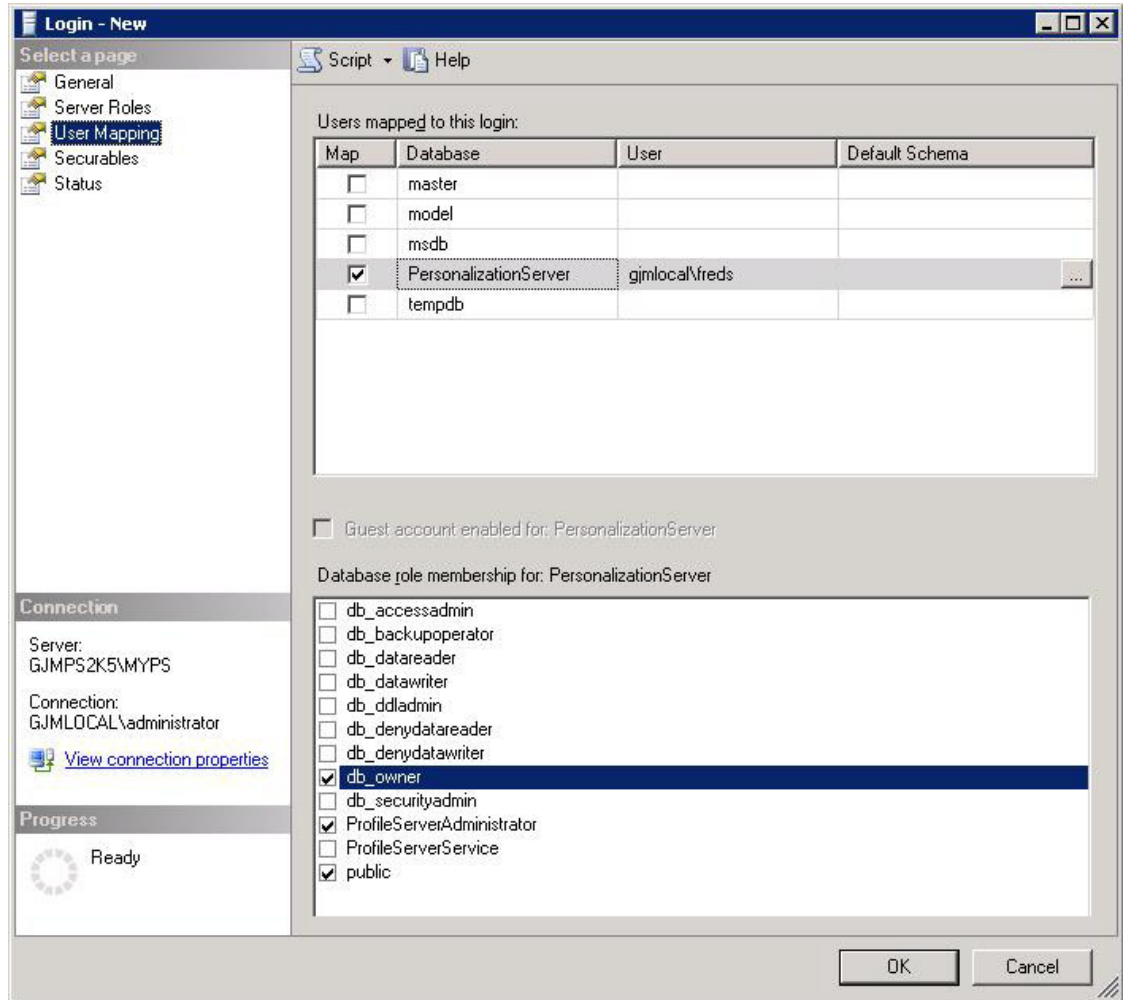 Login - New
Select a page
General
Server Roles
User Mapping
Securables
Status
Script Help
Users mapped to this login:
Map Database User Default Schema
master
model
msdb
PersonalizationServer gjmlocal\freds ...
tempdb
Guest account enabled for: PersonalizationServer
Database role membership for: PersonalizationServer
db_accessadmin
db_backupoperator
db_datareader
db_datawriter
db_ddladmin
db_denydatareader
db_denydatawriter
db_owner
db_securityadmin
ProfileServerAdministrator
ProfileServerService
public
Connection
Server:
GJMPS2K5\MYPS
Connection:
GJMLOCAL\administrator
View connection properties
Progress
Ready
OK Cancel